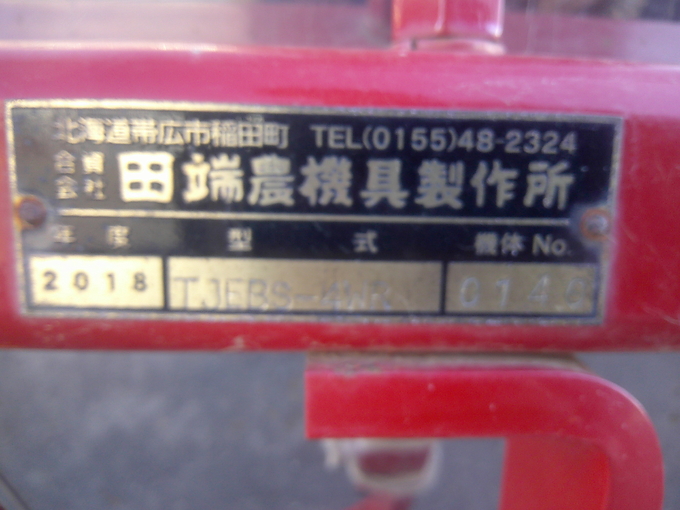 北海道帯広市稲田町 TEL(0155)48-2324
合資会社 田端農機具製作所
年度 型式 機体No.
2018